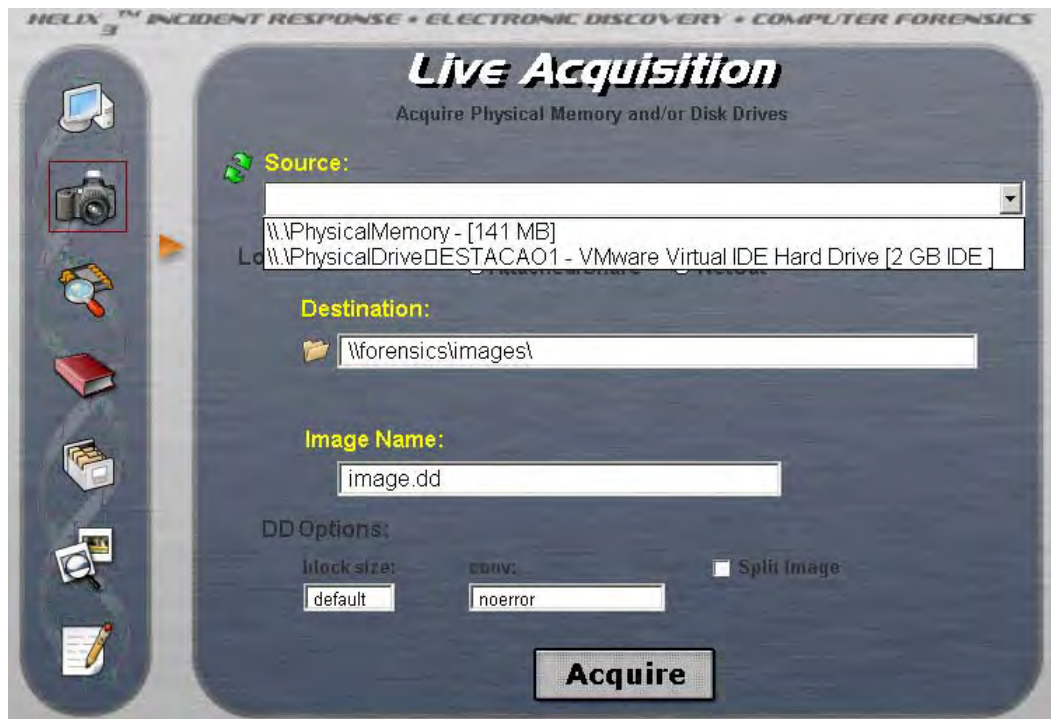 HELIX3™ INCIDENT RESPONSE • ELECTRONIC DISCOVERY • COMPUTER FORENSICS
Live Acquisition
Acquire Physical Memory and/or Disk Drives
Source:
\\.\PhysicalMemory - [141 MB]
\\.\PhysicalDrive□ESTACAO1 - VMware Virtual IDE Hard Drive [2 GB IDE ]
Lo
Destination:
\\forensics\images\
Image Name:
image.dd
DD Options:
block size: conv: Split Image
default noerror
Acquire